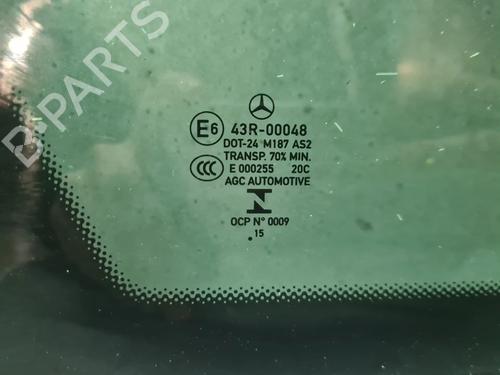 B-PARTS
E6 43R-00048
DOT-24 M187 AS2
TRANSP. 70% MIN.
CCC E 000255 20C
AGC AUTOMOTIVE
N
OCP N° 0009
.15